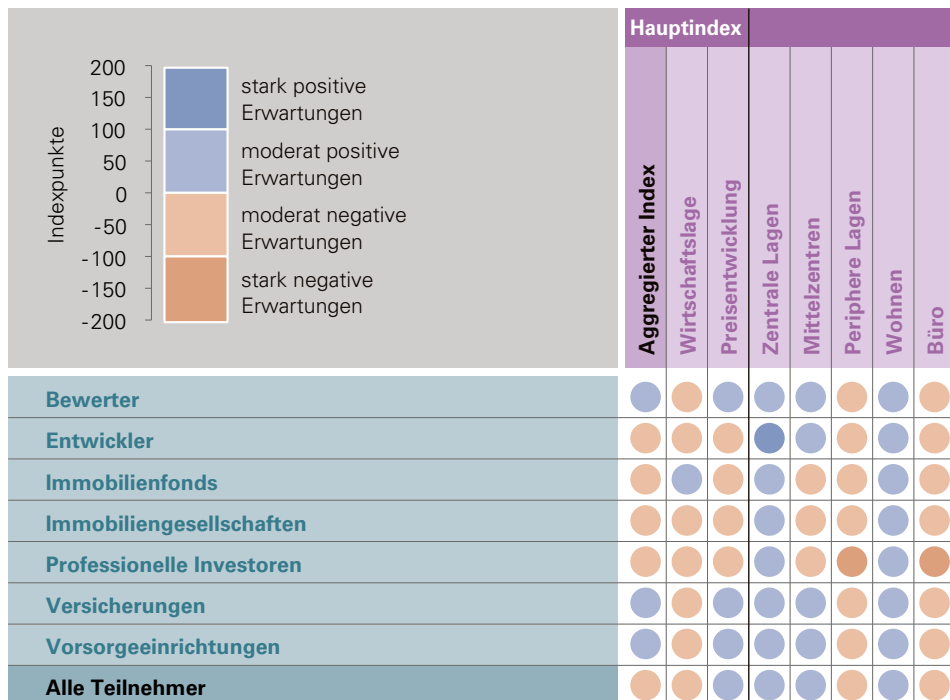 Hauptindex
200
150
100
50
0
-50
-100
-150
-200
Indexpunkte
stark positive
Erwartungen
moderat positive
Erwartungen
moderat negative
Erwartungen
stark negative
Erwartungen
Aggregierter Index
Wirtschaftslage
Preisentwicklung
Zentrale Lagen
Mittelzentren
Periphere Lagen
Wohnen
Büro
Bewerter
Entwickler
Immobilienfonds
Immobiliengesellschaften
Professionelle Investoren
Versicherungen
Vorsorgeeinrichtungen
Alle Teilnehmer